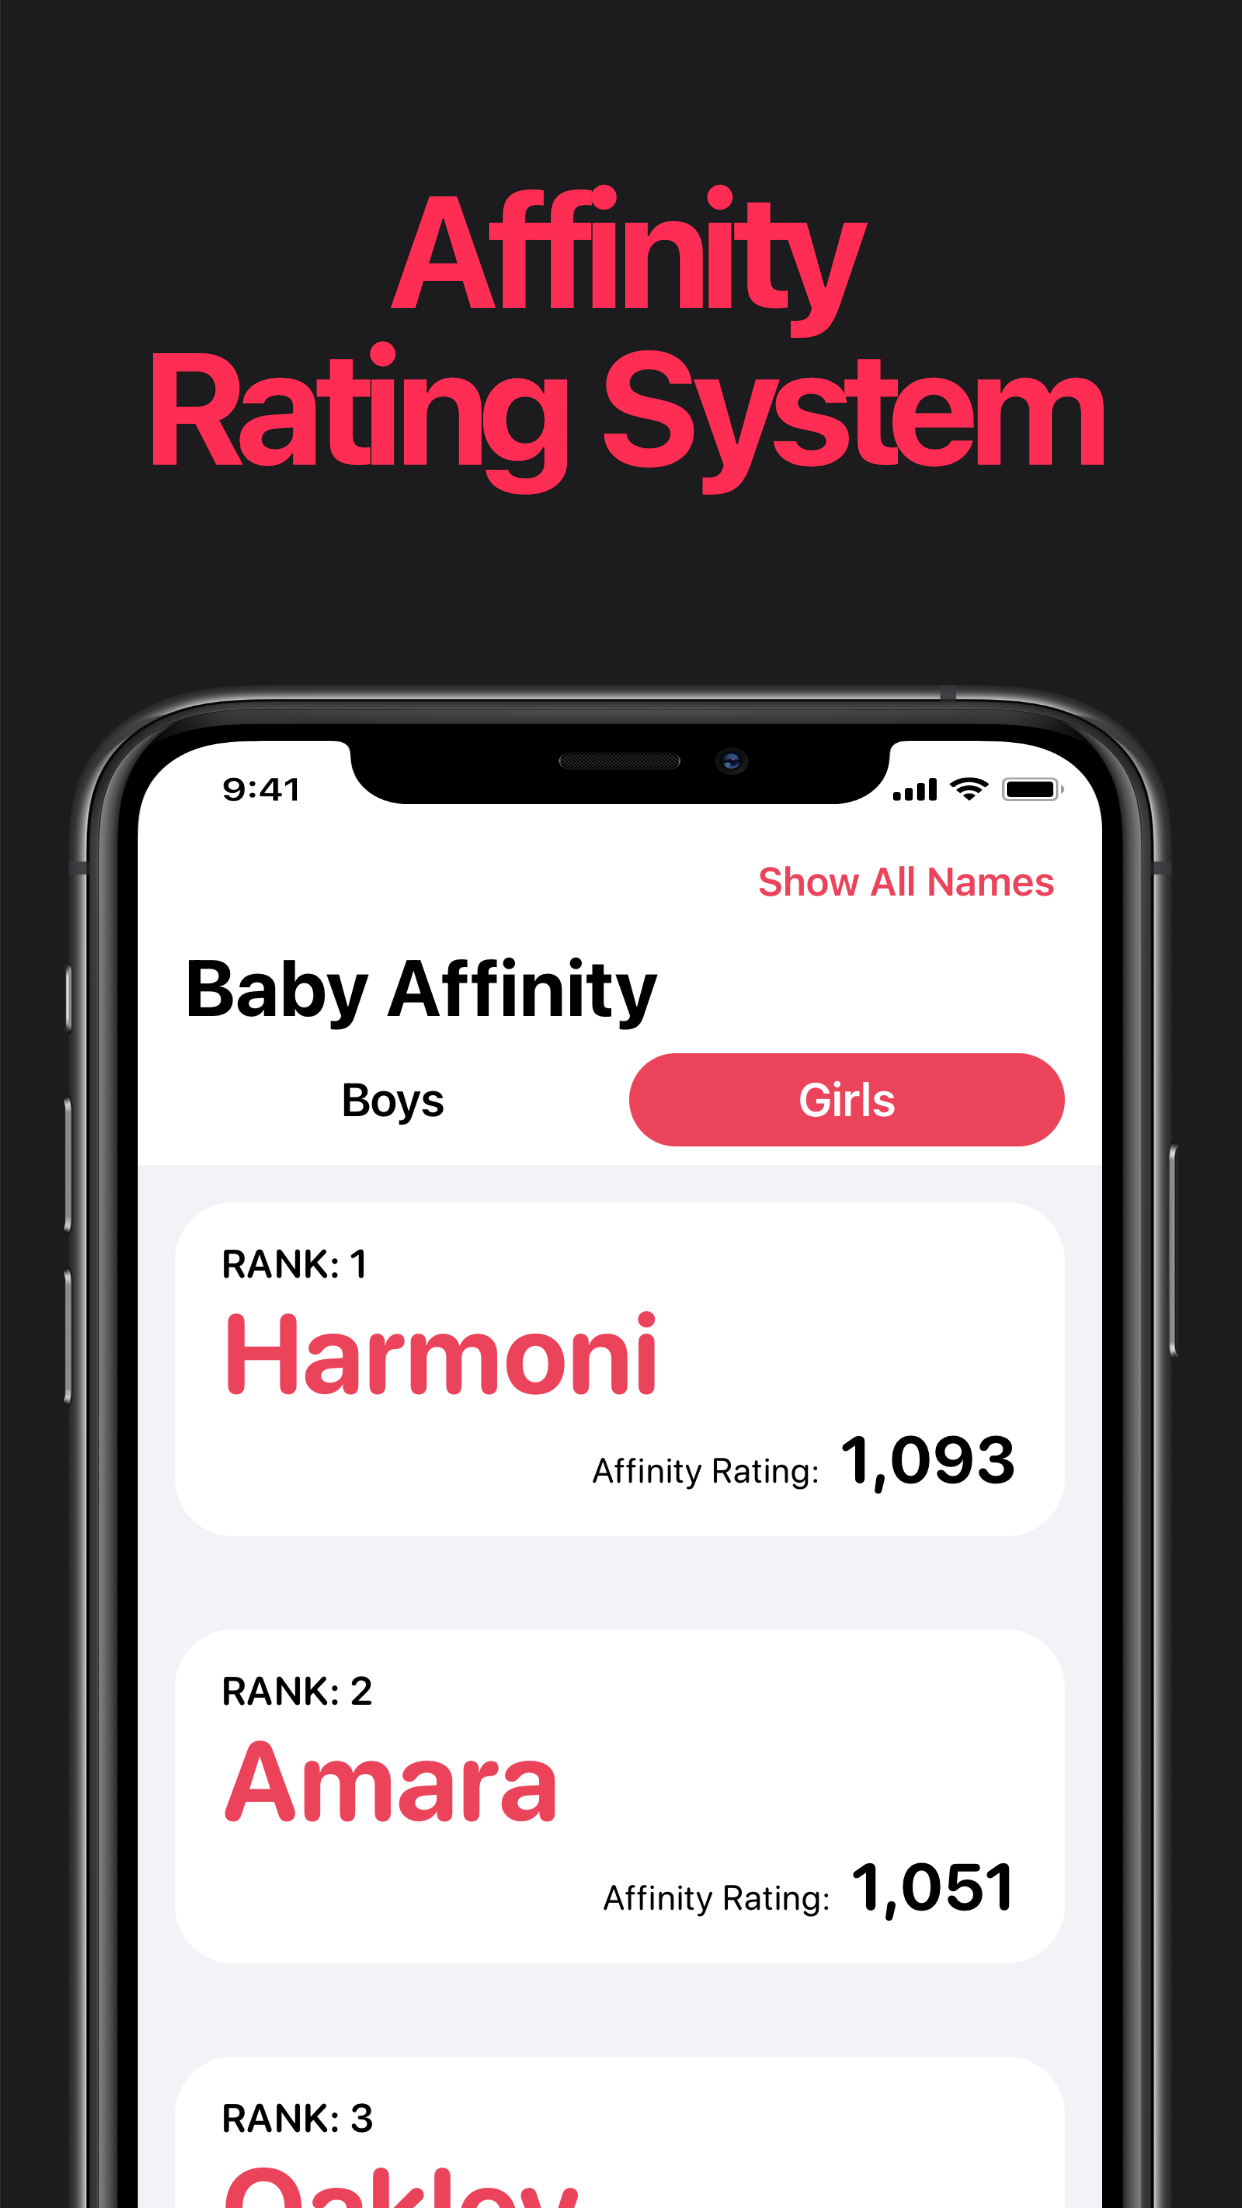 Affinity
Rating System
9:41
Show All Names
Baby Affinity
Boys
Girls
RANK: 1
Harmoni
Affinity Rating: 1,093
RANK: 2
Amara
Affinity Rating: 1,051
RANK: 3
Oakley